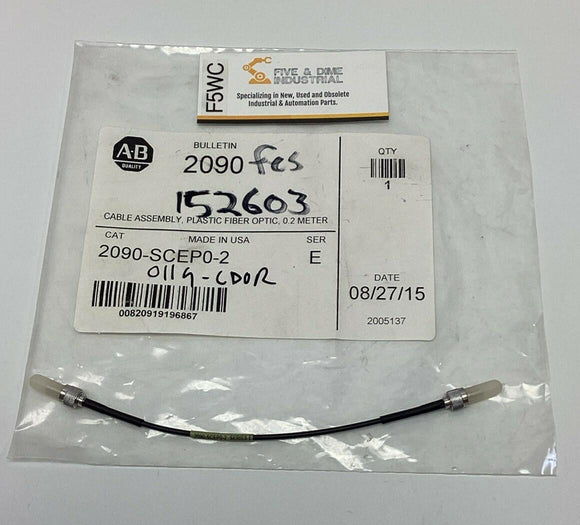 F5WC
FIVE & DIME
INDUSTRIAL
Specializing in New, Used and Obsolete
Industrial & Automation Parts.
A-B
QUALITY
BULLETIN
2090 fcs
152603
CABLE ASSEMBLY, PLASTIC FIBER OPTIC, 0.2 METER
CAT
MADE IN USA
SER
2090-SCEP0-2
E
0119-CDOR
00820919196867
QTY
1
DATE
08/27/15
2005137